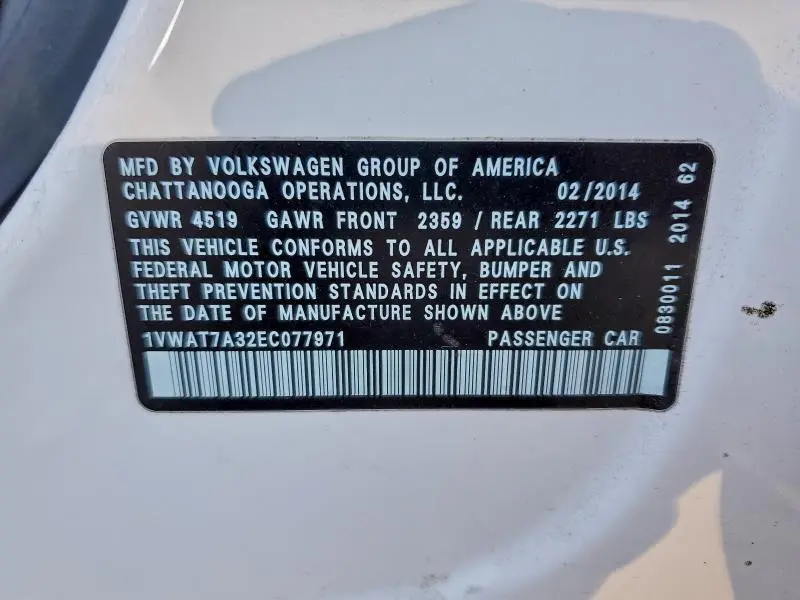 MFD BY VOLKSWAGEN GROUP OF AMERICA
CHATTANOOGA OPERATIONS, LLC. 02/2014
GVWR 4519 GAWR FRONT 2359 / REAR 2271 LBS
THIS VEHICLE CONFORMS TO ALL APPLICABLE U.S.
FEDERAL MOTOR VEHICLE SAFETY, BUMPER AND
THEFT PREVENTION STANDARDS IN EFFECT ON
THE DATE OF MANUFACTURE SHOWN ABOVE
1VWAT7A32EC077971 PASSENGER CAR
0830011 2014 62